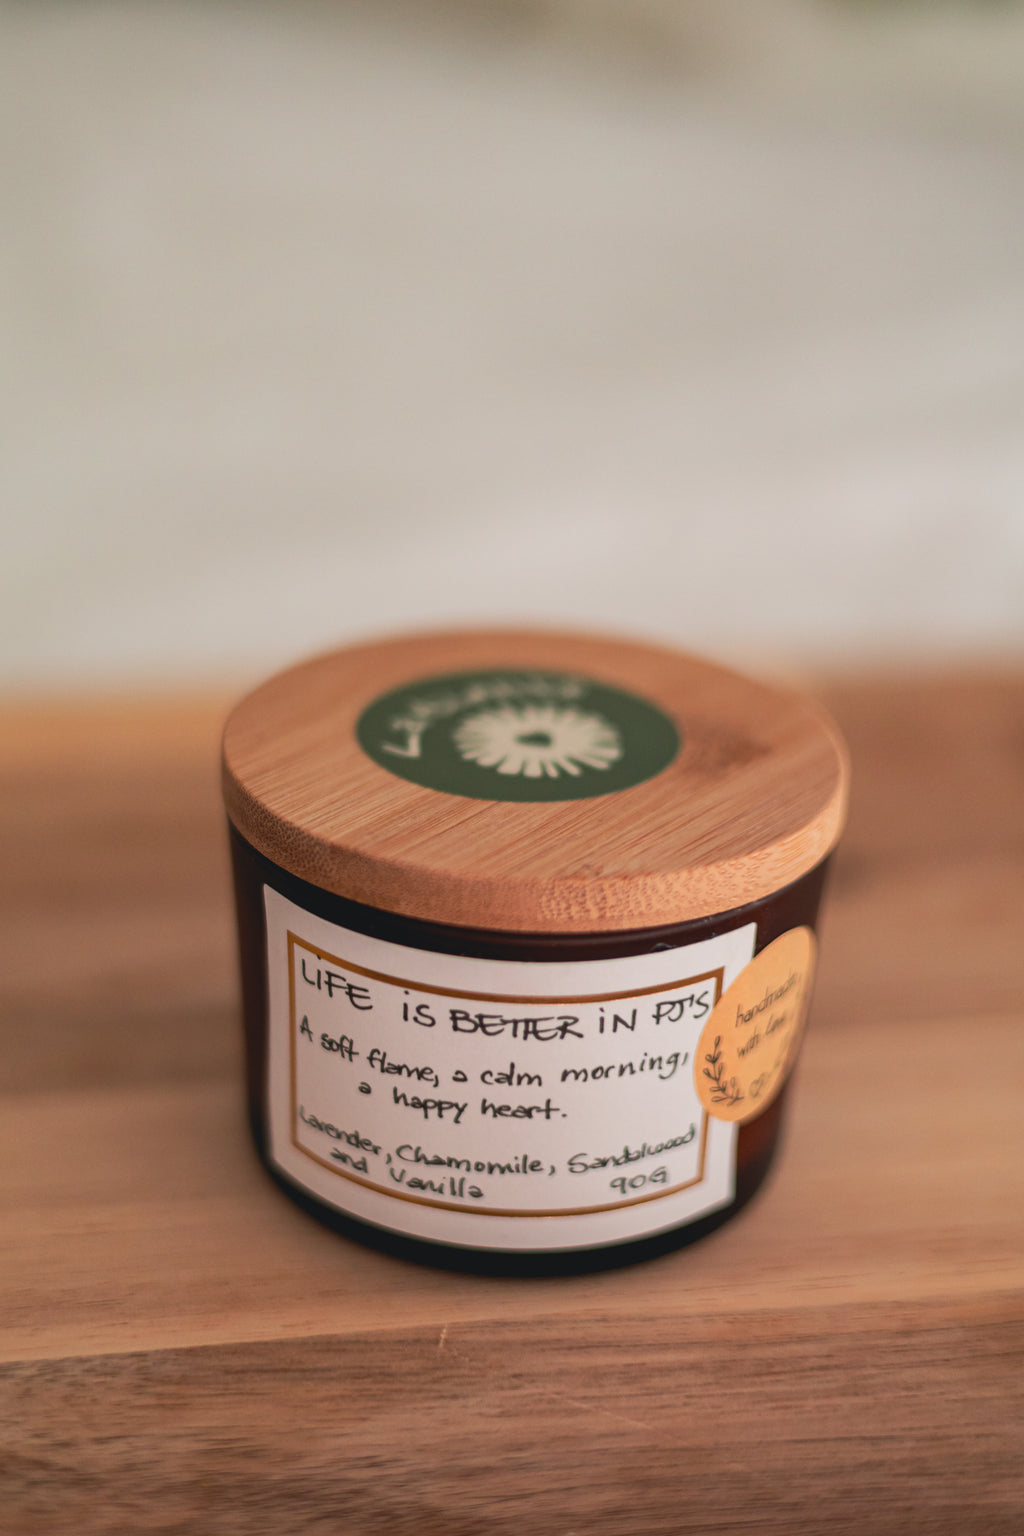 LiFE iS BETTER iN PJ'S
A soft flame, a calm morning,
a happy heart.
Lavender, Chamomile, Sandalwood
and Vanilla 90G
handmade
with love